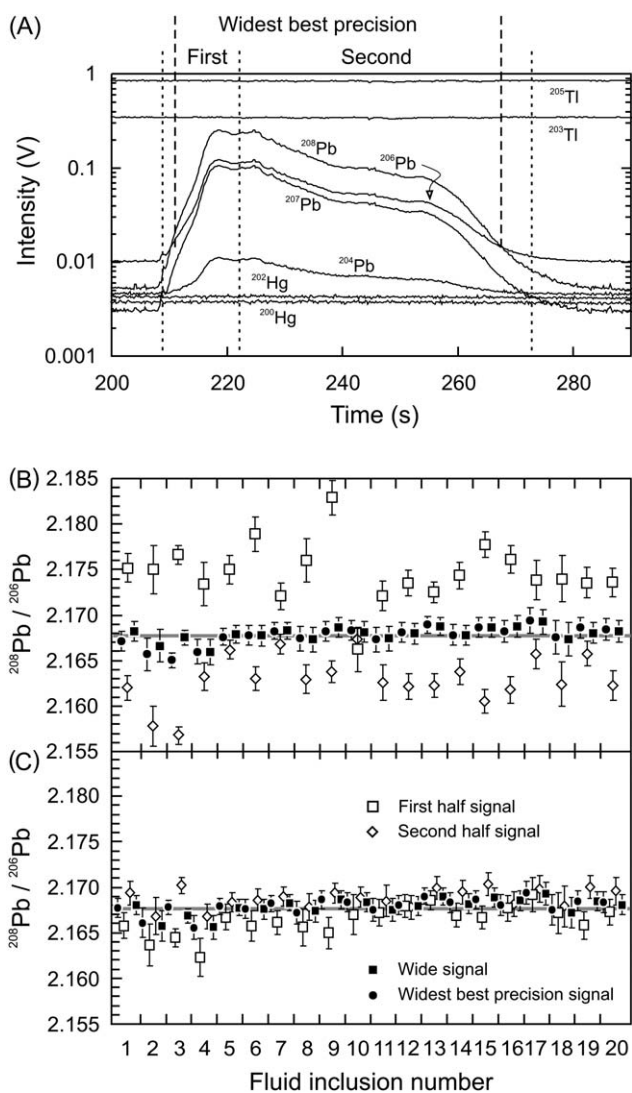 (A)
Widest best precision
First
Second
1
0.1
0.01
0.001
Intensity (V)
²⁰⁵Tl
²⁰³Tl
²⁰⁸Pb
²⁰⁶Pb
²⁰⁷Pb
²⁰⁴Pb
²⁰²Hg
²⁰⁰Hg
200
220
240
260
280
Time (s)
(B)
2.185
2.180
2.175
2.170
2.165
2.160
2.155
²⁰⁸Pb / ²⁰⁶Pb
(C)
2.180
2.175
2.170
2.165
2.160
2.155
²⁰⁸Pb / ²⁰⁶Pb
First half signal
Second half signal
Wide signal
Widest best precision signal
1 2 3 4 5 6 7 8 9 10 11 12 13 14 15 16 17 18 19 20
Fluid inclusion number